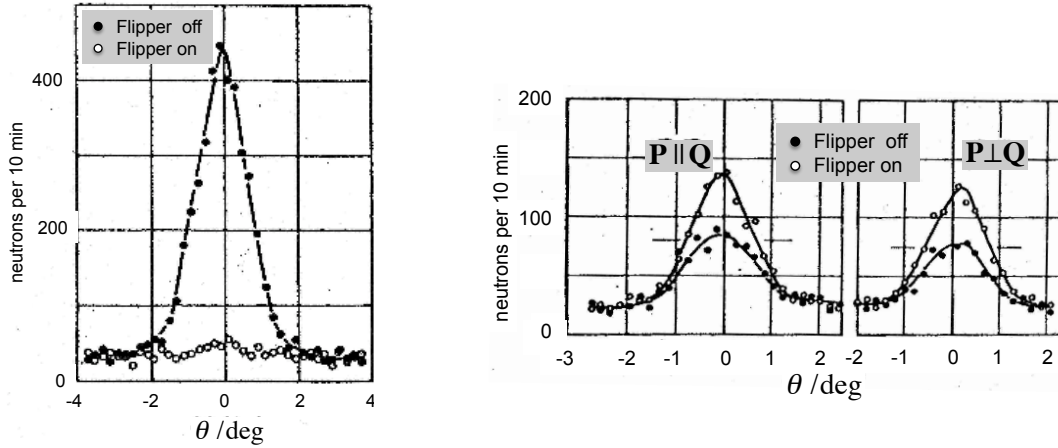 Flipper off
Flipper on
neutrons per 10 min
400
200
0
-4
-2
0
2
4
θ /deg
neutrons per 10 min
200
100
0
P || Q
Flipper off
Flipper on
P⊥Q
-3
-2
-1
0
1
2
-2
-1
0
1
2
θ /deg